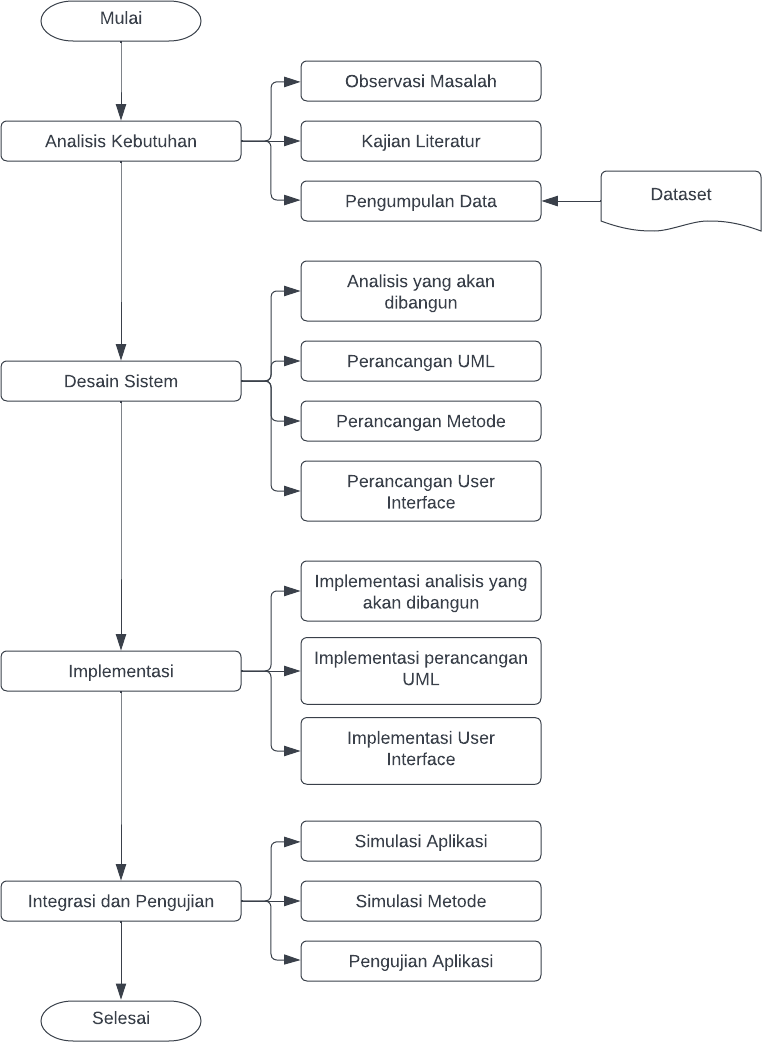 Mulai
Observasi Masalah
Analisis Kebutuhan
Kajian Literatur
Pengumpulan Data
Dataset
Analisis yang akan
dibangun
Perancangan UML
Desain Sistem
Perancangan Metode
Perancangan User
Interface
Implementasi analisis yang
akan dibangun
Implementasi
Implementasi perancangan
UML
Implementasi User
Interface
Simulasi Aplikasi
Integrasi dan Pengujian
Simulasi Metode
Pengujian Aplikasi
Selesai